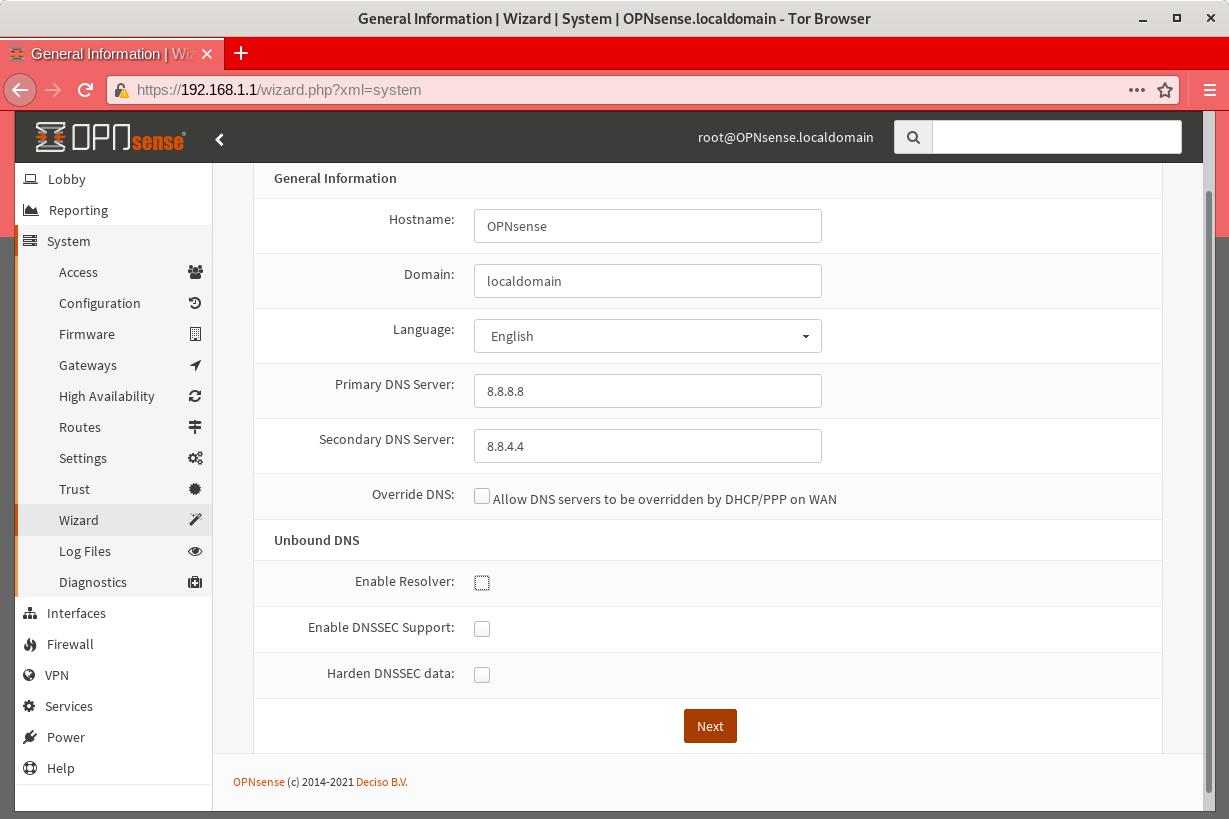 General Information | Wizard | System | OPNsense.localdomain - Tor Browser
General Information | Wiz
https://192.168.1.1/wizard.php?xml=system
OPNsense
root@OPNsense.localdomain
Lobby
Reporting
System
Access
Configuration
Firmware
Gateways
High Availability
Routes
Settings
Trust
Wizard
Log Files
Diagnostics
Interfaces
Firewall
VPN
Services
Power
Help
General Information
Hostname: OPNsense
Domain: localdomain
Language: English
Primary DNS Server: 8.8.8.8
Secondary DNS Server: 8.8.4.4
Override DNS: Allow DNS servers to be overridden by DHCP/PPP on WAN
Unbound DNS
Enable Resolver:
Enable DNSSEC Support:
Harden DNSSEC data:
Next
OPNsense (c) 2014-2021 Deciso B.V.